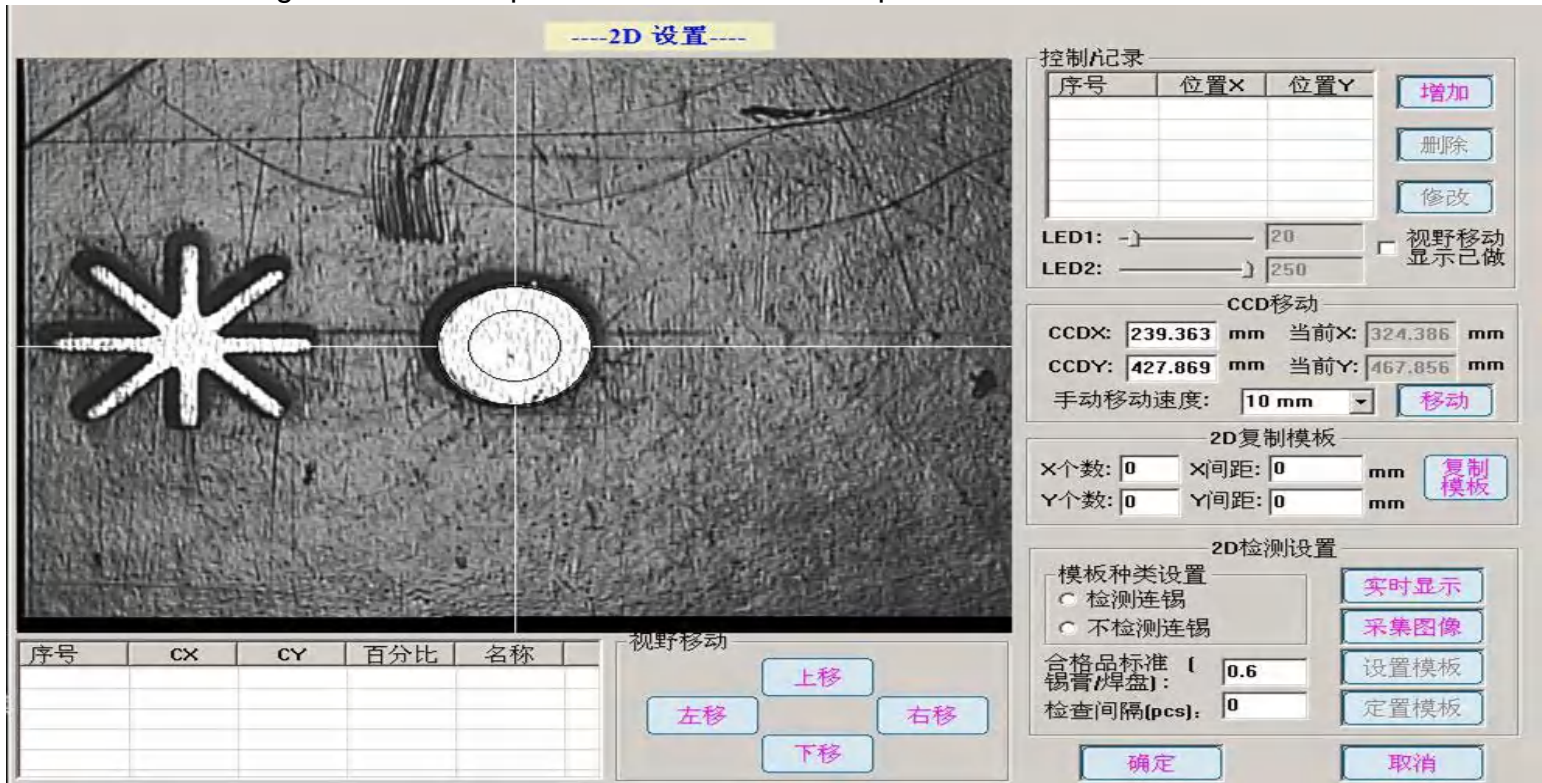 ----2D 设置----
控制/记录
序号 位置X 位置Y
增加
删除
修改
LED1: 20
LED2: 250
视野移动
显示已做
CCD移动
CCDX: 239.363 mm 当前X: 324.386 mm
CCDY: 427.869 mm 当前Y: 467.856 mm
手动移动速度: 10 mm 移动
2D复制模板
X个数: 0 X间距: 0 mm
Y个数: 0 Y间距: 0 mm
复制
模板
2D检测设置
模板种类设置
检测连锡
不检测连锡
合格品标准 (
锡膏/焊盘): 0.6
检查间隔(pcs): 0
实时显示
采集图像
设置模板
定置模板
确定 取消
序号 CX CY 百分比 名称
视野移动
上移
左移 右移
下移